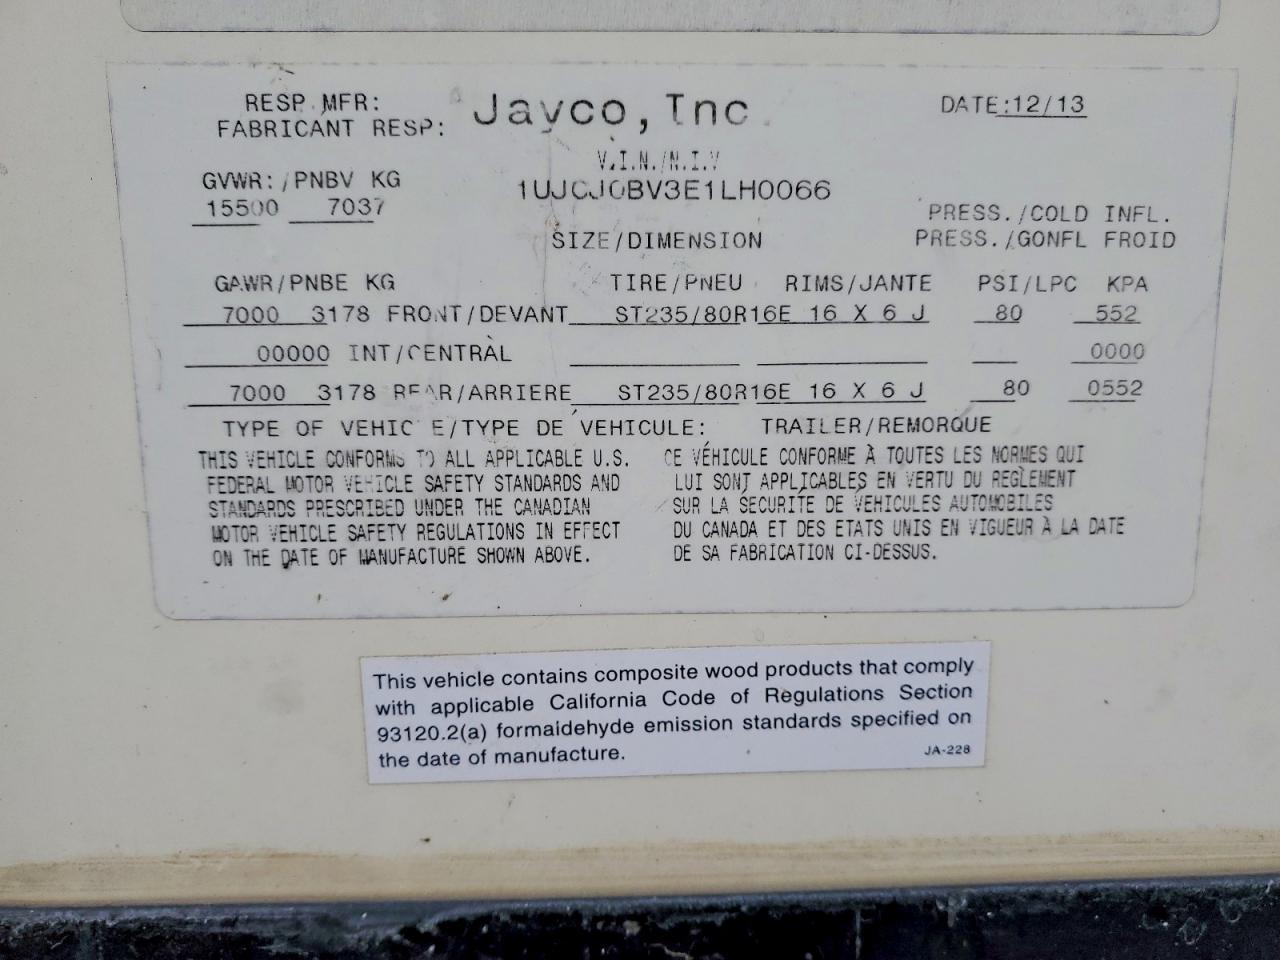 RESP. MFR:
FABRICANT RESP:
Jayco, Inc
DATE:12/13
V.I.N./N.I.V
1UJCJ0BV3E1LH0066
GVWR:/PNBV KG
15500 7037
PRESS./COLD INFL.
SIZE/DIMENSION PRESS./GONFL FROID
GAWR/PNBE KG TIRE/PNEU RIMS/JANTE PSI/LPC KPA
7000 3178 FRONT/DEVANT ST235/80R16E 16 X 6 J 80 552
00000 INT/CENTRAL 0000
7000 3178 REAR/ARRIERE ST235/80R16E 16 X 6 J 80 0552
TYPE OF VEHIC E/TYPE DE VEHICULE: TRAILER/REMORQUE
THIS VEHICLE CONFORMS TO ALL APPLICABLE U.S.
FEDERAL MOTOR VEHICLE SAFETY STANDARDS AND
STANDARDS PRESCRIBED UNDER THE CANADIAN
MOTOR VEHICLE SAFETY REGULATIONS IN EFFECT
ON THE DATE OF MANUFACTURE SHOWN ABOVE.
CE VÉHICULE CONFORME À TOUTES LES NORMES QUI
LUI SONT APPLICABLES EN VERTU DU REGLEMENT
SUR LA SECURITE DE VEHICULES AUTOMOBILES
DU CANADA ET DES ETATS UNIS EN VIGUEUR À LA DATE
DE SA FABRICATION CI-DESSUS.
This vehicle contains composite wood products that comply
with applicable California Code of Regulations Section
93120.2(a) formaldehyde emission standards specified on
the date of manufacture.
JA-228